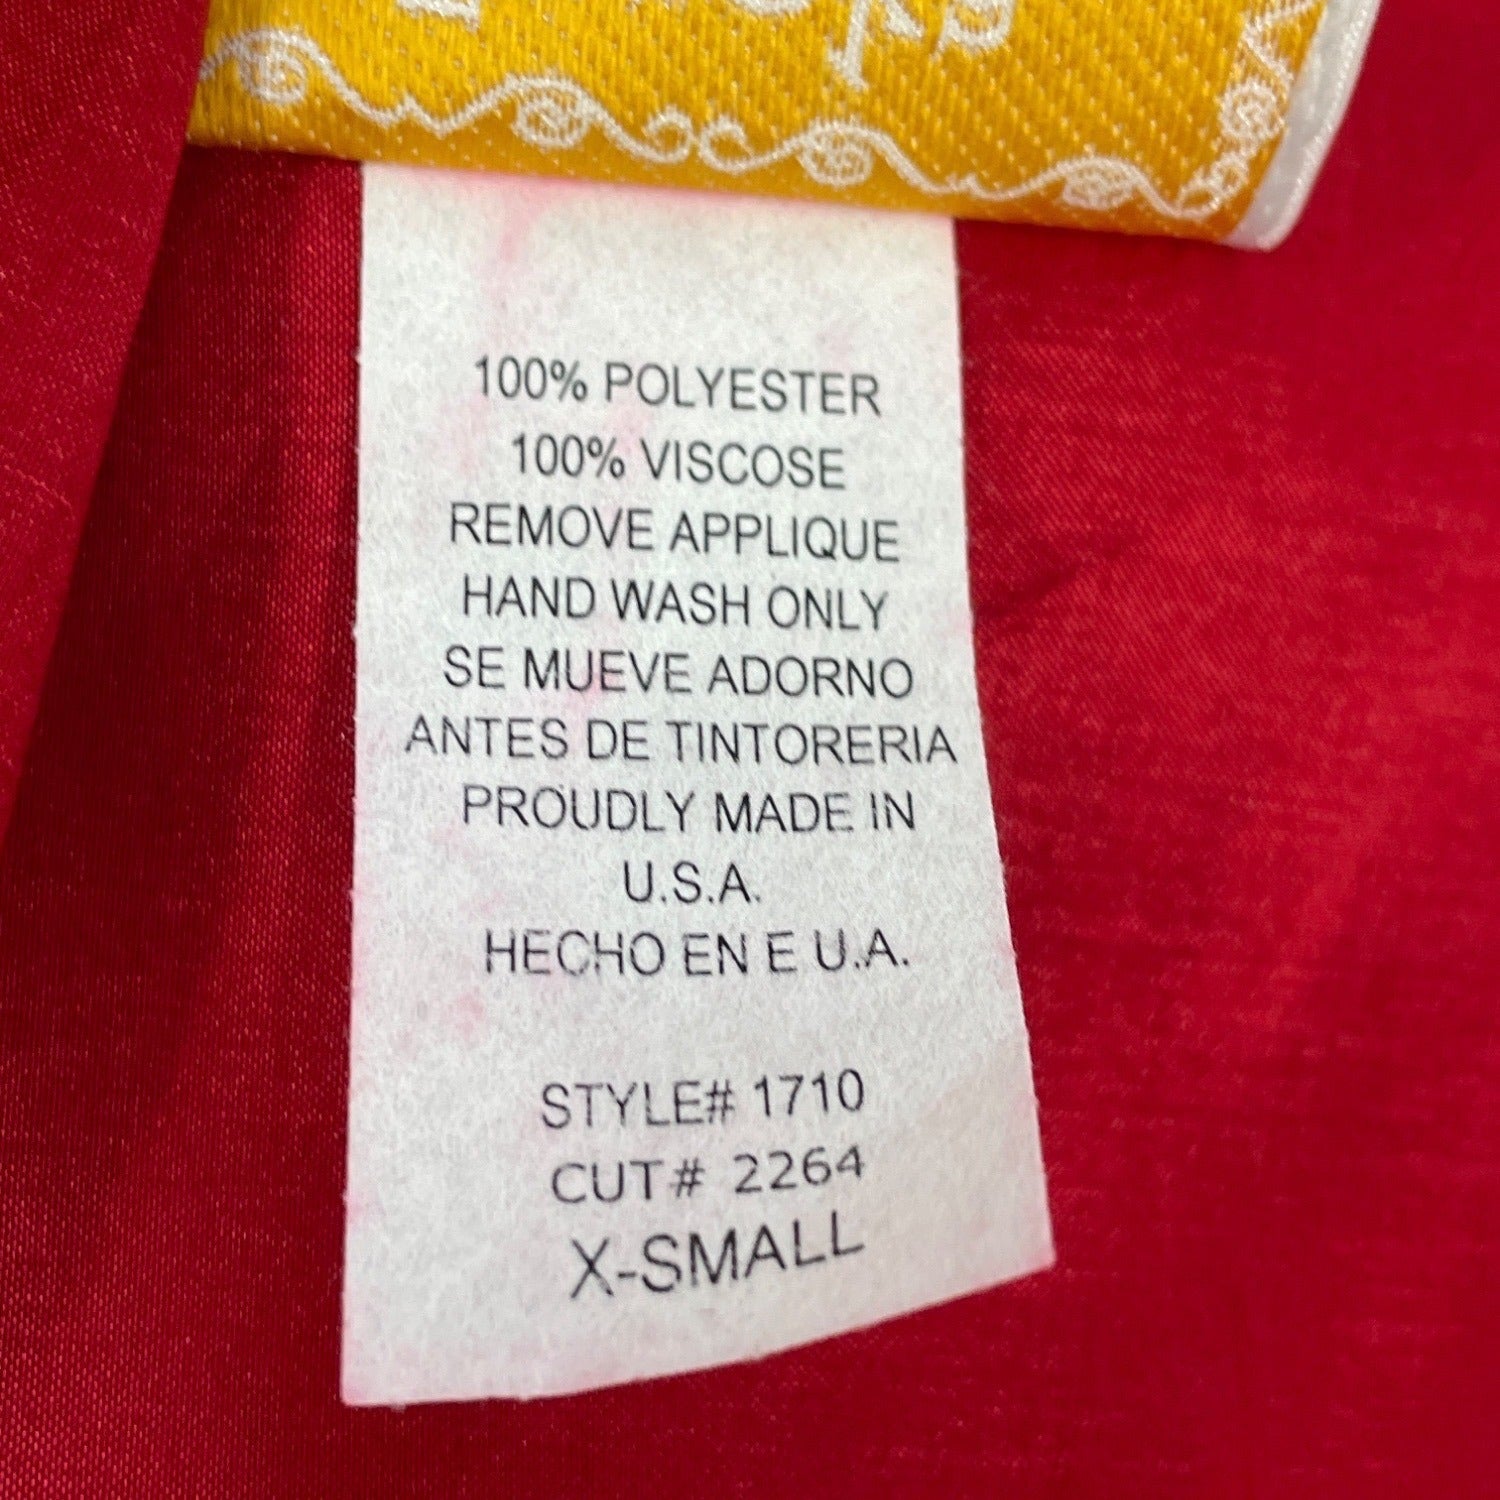 100% POLYESTER
100% VISCOSE
REMOVE APPLIQUE
HAND WASH ONLY
SE MUEVE ADORNO
ANTES DE TINTORERIA
PROUDLY MADE IN
U.S.A.
HECHO EN E U.A.
STYLE# 1710
CUT# 2264
X-SMALL